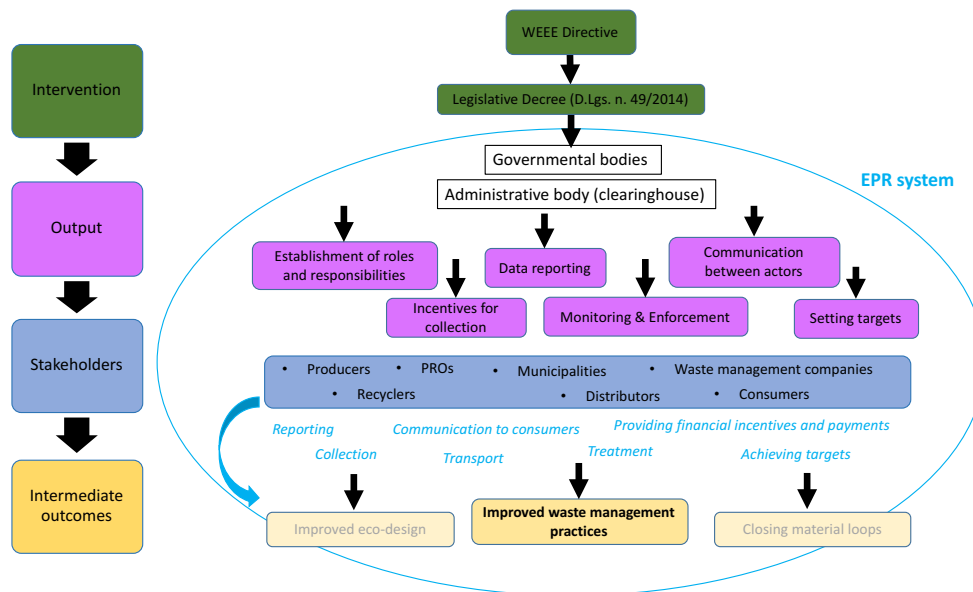 Intervention
Output
Stakeholders
Intermediate
outcomes
WEEE Directive
Legislative Decree (D.Lgs. n. 49/2014)
EPR system
Governmental bodies
Administrative body (clearinghouse)
Establishment of roles
and responsibilities
Data reporting
Communication
between actors
Incentives for
collection
Monitoring & Enforcement
Setting targets
• Producers • PROs • Municipalities • Waste management companies
• Recyclers • Distributors • Consumers
Reporting Communication to consumers Providing financial incentives and payments
Collection Transport Treatment Achieving targets
Improved eco-design
Improved waste management
practices
Closing material loops